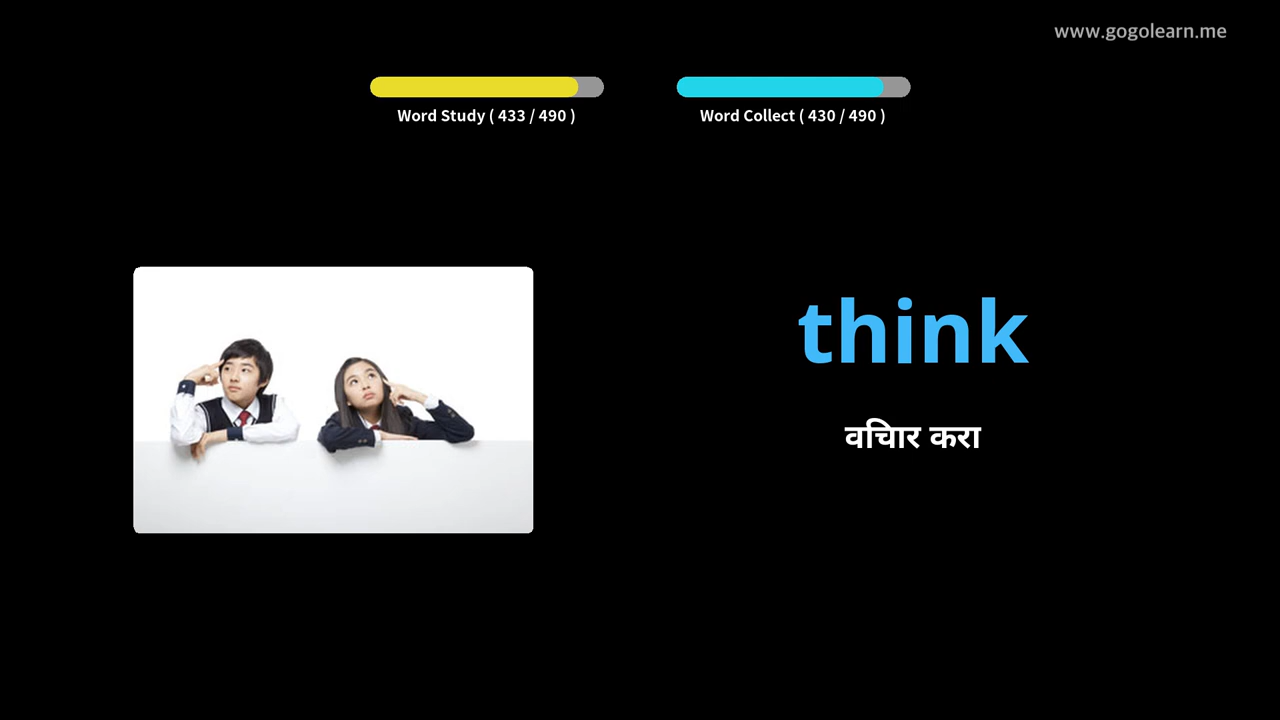 www.gogolearn.me
Word Study ( 433 / 490 )
Word Collect ( 430 / 490 )
think
वचिार करा